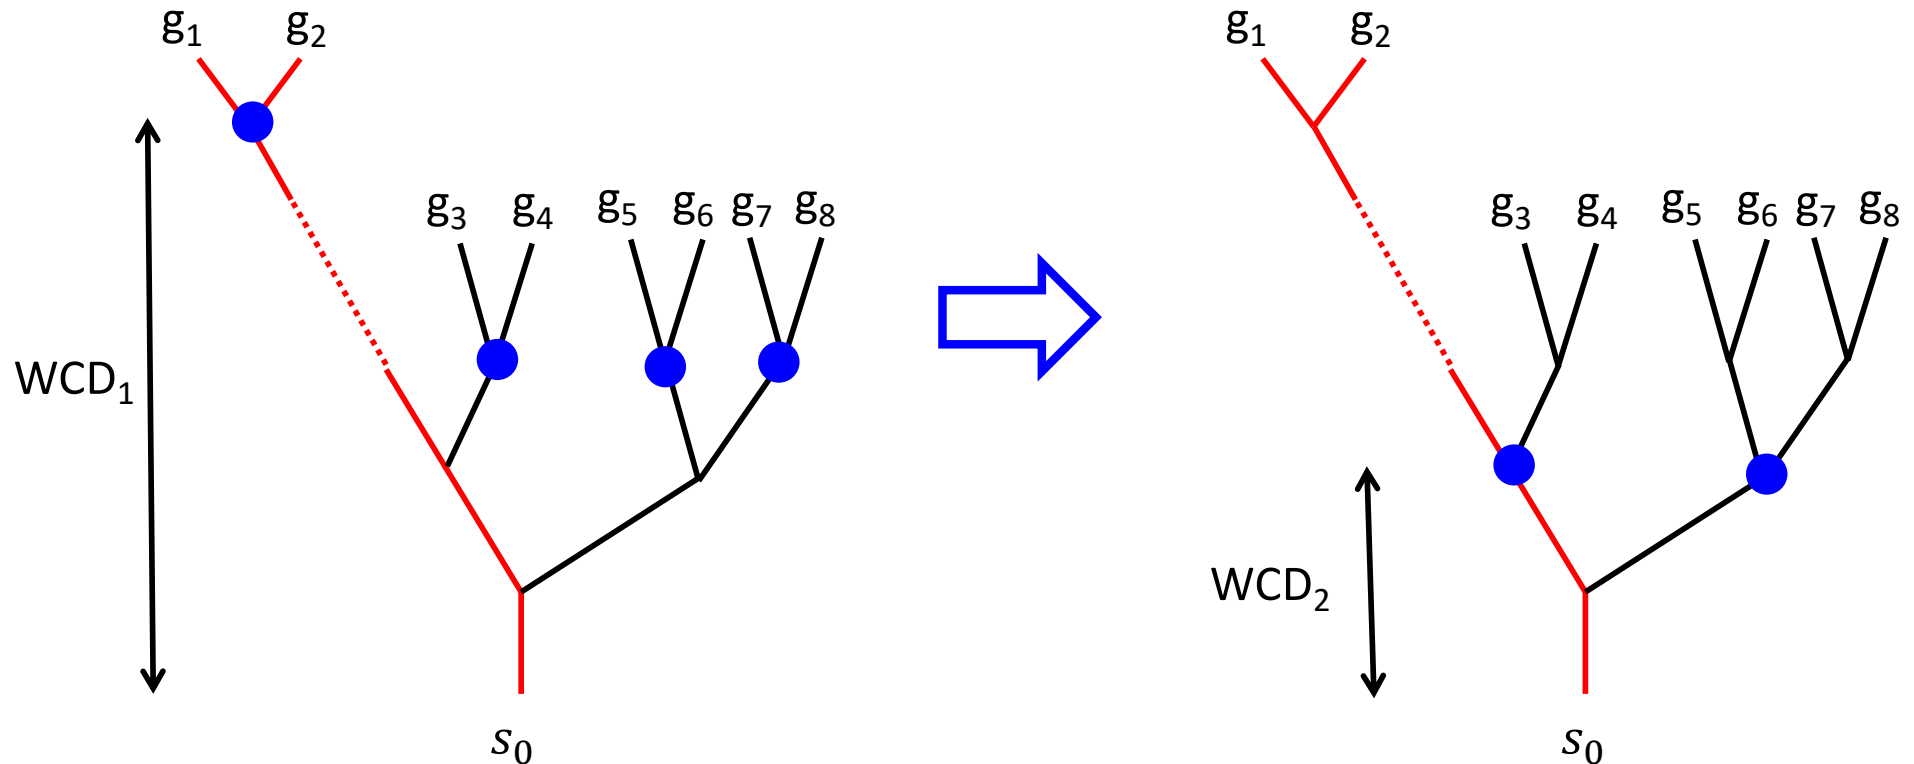 g₁ g₂ g₁ g₂
g₃ g₄ g₅ g₆ g₇ g₈ g₃ g₄ g₅ g₆ g₇ g₈
WCD₁
WCD₂
s₀ s₀